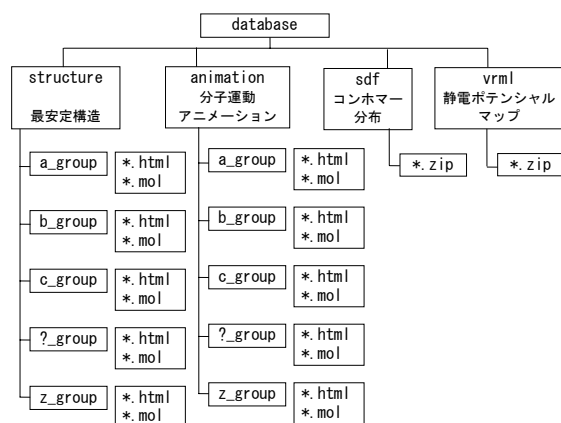 database
structure
最安定構造
animation
分子運動
アニメーション
sdf
コンホマー
分布
vrml
静電ポテンシャル
マップ
a_group
*.html
*.mol
b_group
*.html
*.mol
c_group
*.html
*.mol
?_group
*.html
*.mol
z_group
*.html
*.mol
a_group
*.html
*.mol
b_group
*.html
*.mol
c_group
*.html
*.mol
?_group
*.html
*.mol
z_group
*.html
*.mol
*.zip
*.zip